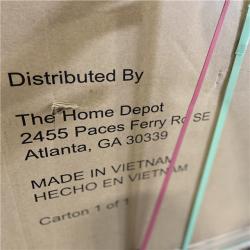 Distributed By
The Home Depot
2455 Paces Ferry Rd SE
Atlanta, GA 30339
MADE IN VIETNAM
HECHO EN VIETNAM
Carton 1 of 1